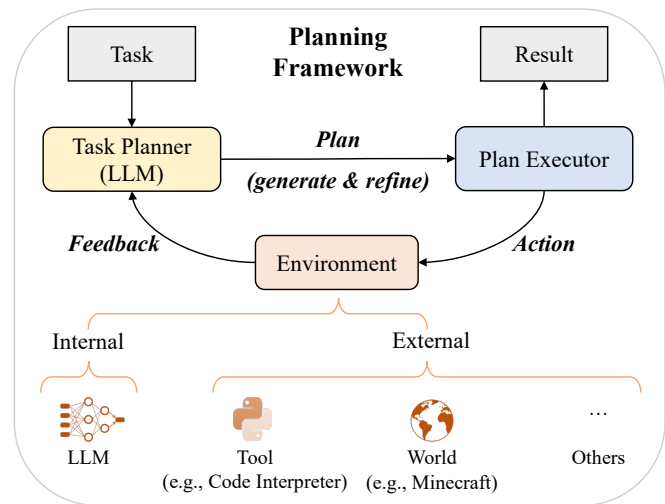 Planning
Framework
Task
Result
Task Planner
(LLM)
Plan
(generate & refine)
Plan Executor
Feedback
Environment
Action
Internal
External
LLM
Tool
(e.g., Code Interpreter)
World
(e.g., Minecraft)
...
Others